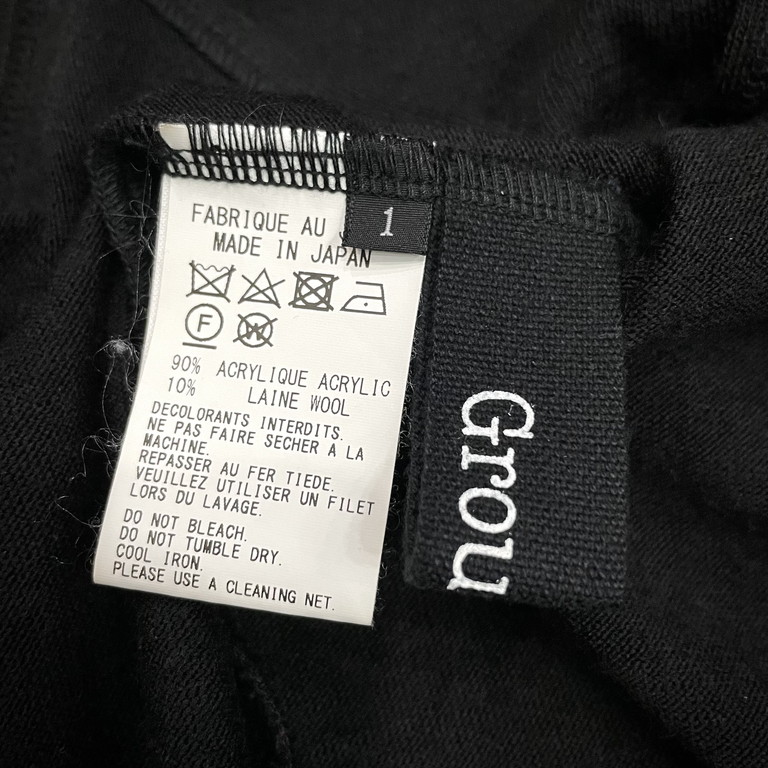 FABRIQUE AU
MADE IN JAPAN
1
F
W
90% ACRYLIQUE ACRYLIC
10% LAINE WOOL
DECOLORANTS INTERDITS.
NE PAS FAIRE SECHER A LA
MACHINE.
REPASSER AU FER TIEDE.
VEUILLEZ UTILISER UN FILET
LORS DU LAVAGE.
DO NOT BLEACH.
DO NOT TUMBLE DRY.
COOL IRON.
PLEASE USE A CLEANING NET.
Grou